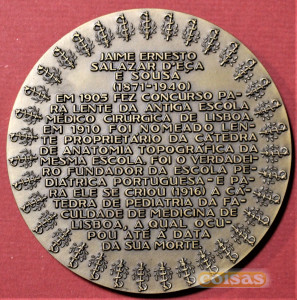 JAIME ERNESTO
SALAZAR D'EÇA
E SOUSA
(1871-1940)
EM 1903 FEZ CONCURSO PA-
RA LENTE DA ANTIGA ESCOLA
MÉDICO CIRÚRGICA DE LISBOA.
EM 1910 FOI NOMEADO LEN-
TE PROPRIETÁRIO DA CÁTEDRA
DE ANATOMIA TOPOGRÁFICA DA
MESMA ESCOLA. FOI O VERDADEI-
RO FUNDADOR DA ESCOLA PE-
DIÁTRICA PORTUGUESA E PA-
RA ELE SE CRIOU (1916) A CÁ-
TEDRA DE PEDIATRIA DA FA-
CULDADE DE MEDICINA DE
LISBOA, A QUAL OCU-
POU ATÉ A DATA
DA SUA MORTE.
coisas